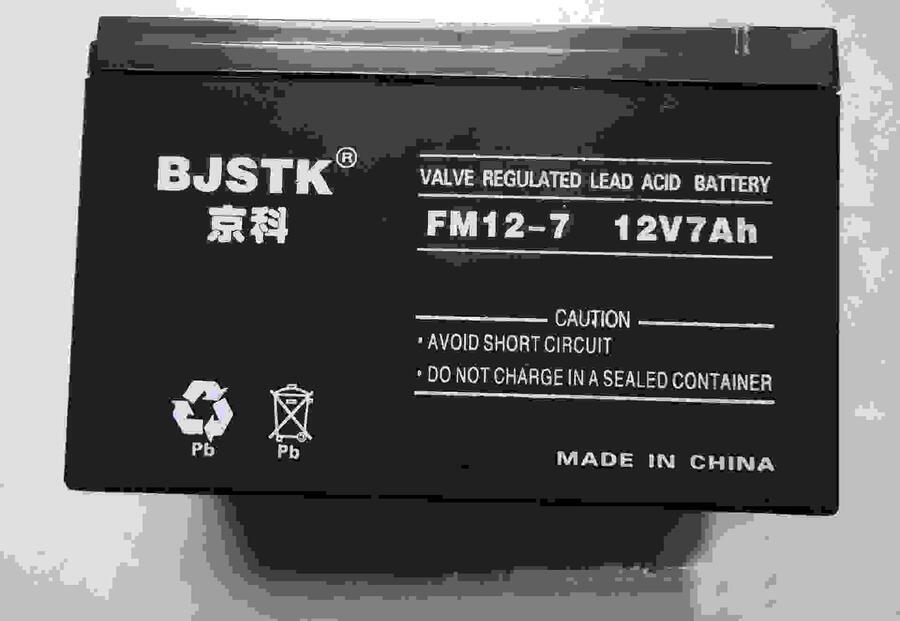 BJSTK®
京科
VALVE REGULATED LEAD ACID BATTERY
FM12-7 12V7Ah
CAUTION
· AVOID SHORT CIRCUIT
· DO NOT CHARGE IN A SEALED CONTAINER
Pb Pb
MADE IN CHINA